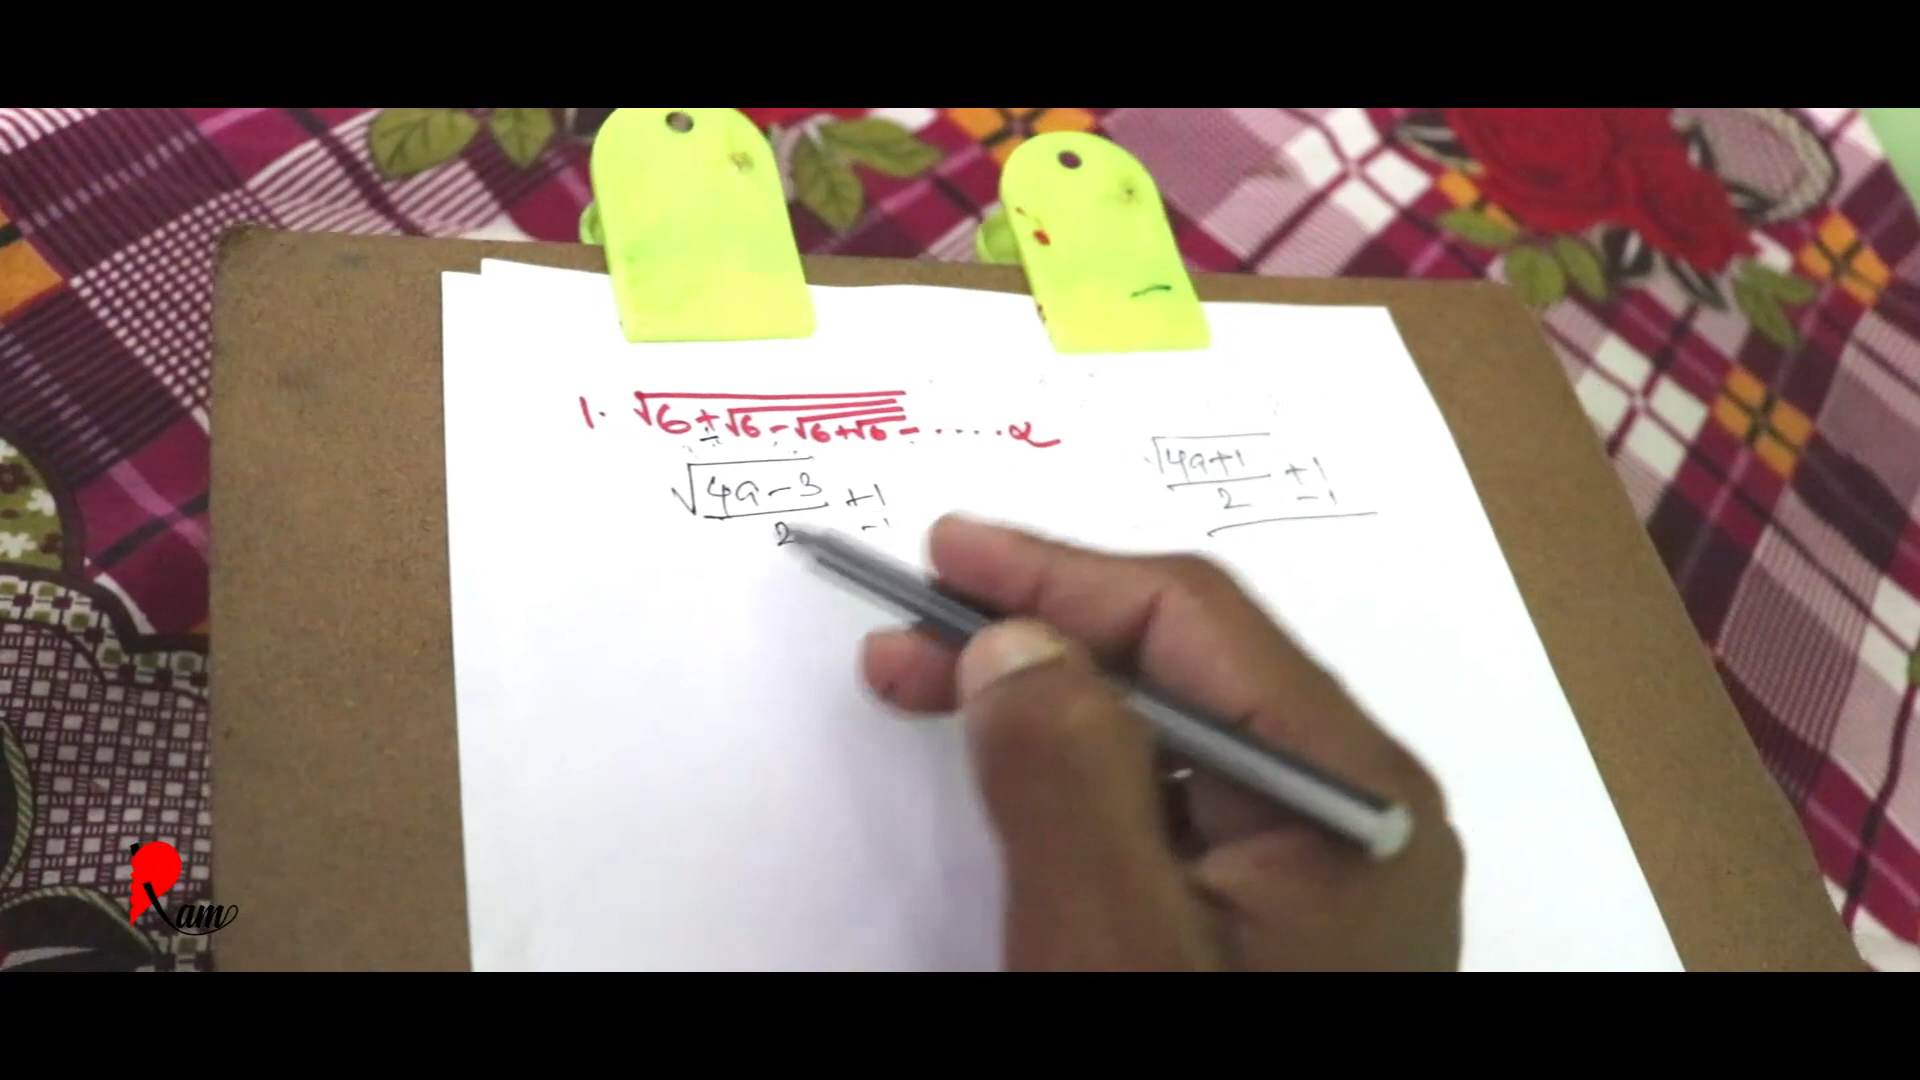 1. √6+√6-√6+√6-.....α
√4a-3 +1
2 -1
√4a+1 +1
2 -1
Ram